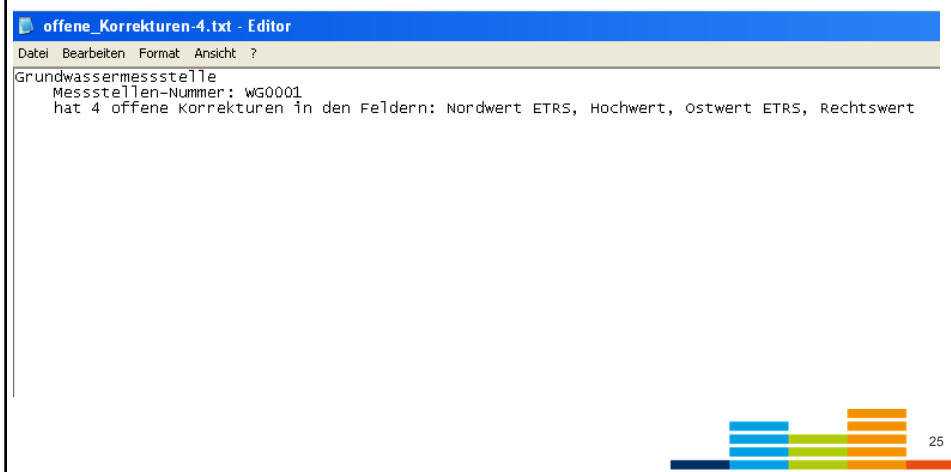 offene_Korrekturen-4.txt - Editor
Datei Bearbeiten Format Ansicht ?
Grundwassermessstelle
Messstellen-Nummer: WG0001
hat 4 offene Korrekturen in den Feldern: Nordwert ETRS, Hochwert, Ostwert ETRS, Rechtswert
25